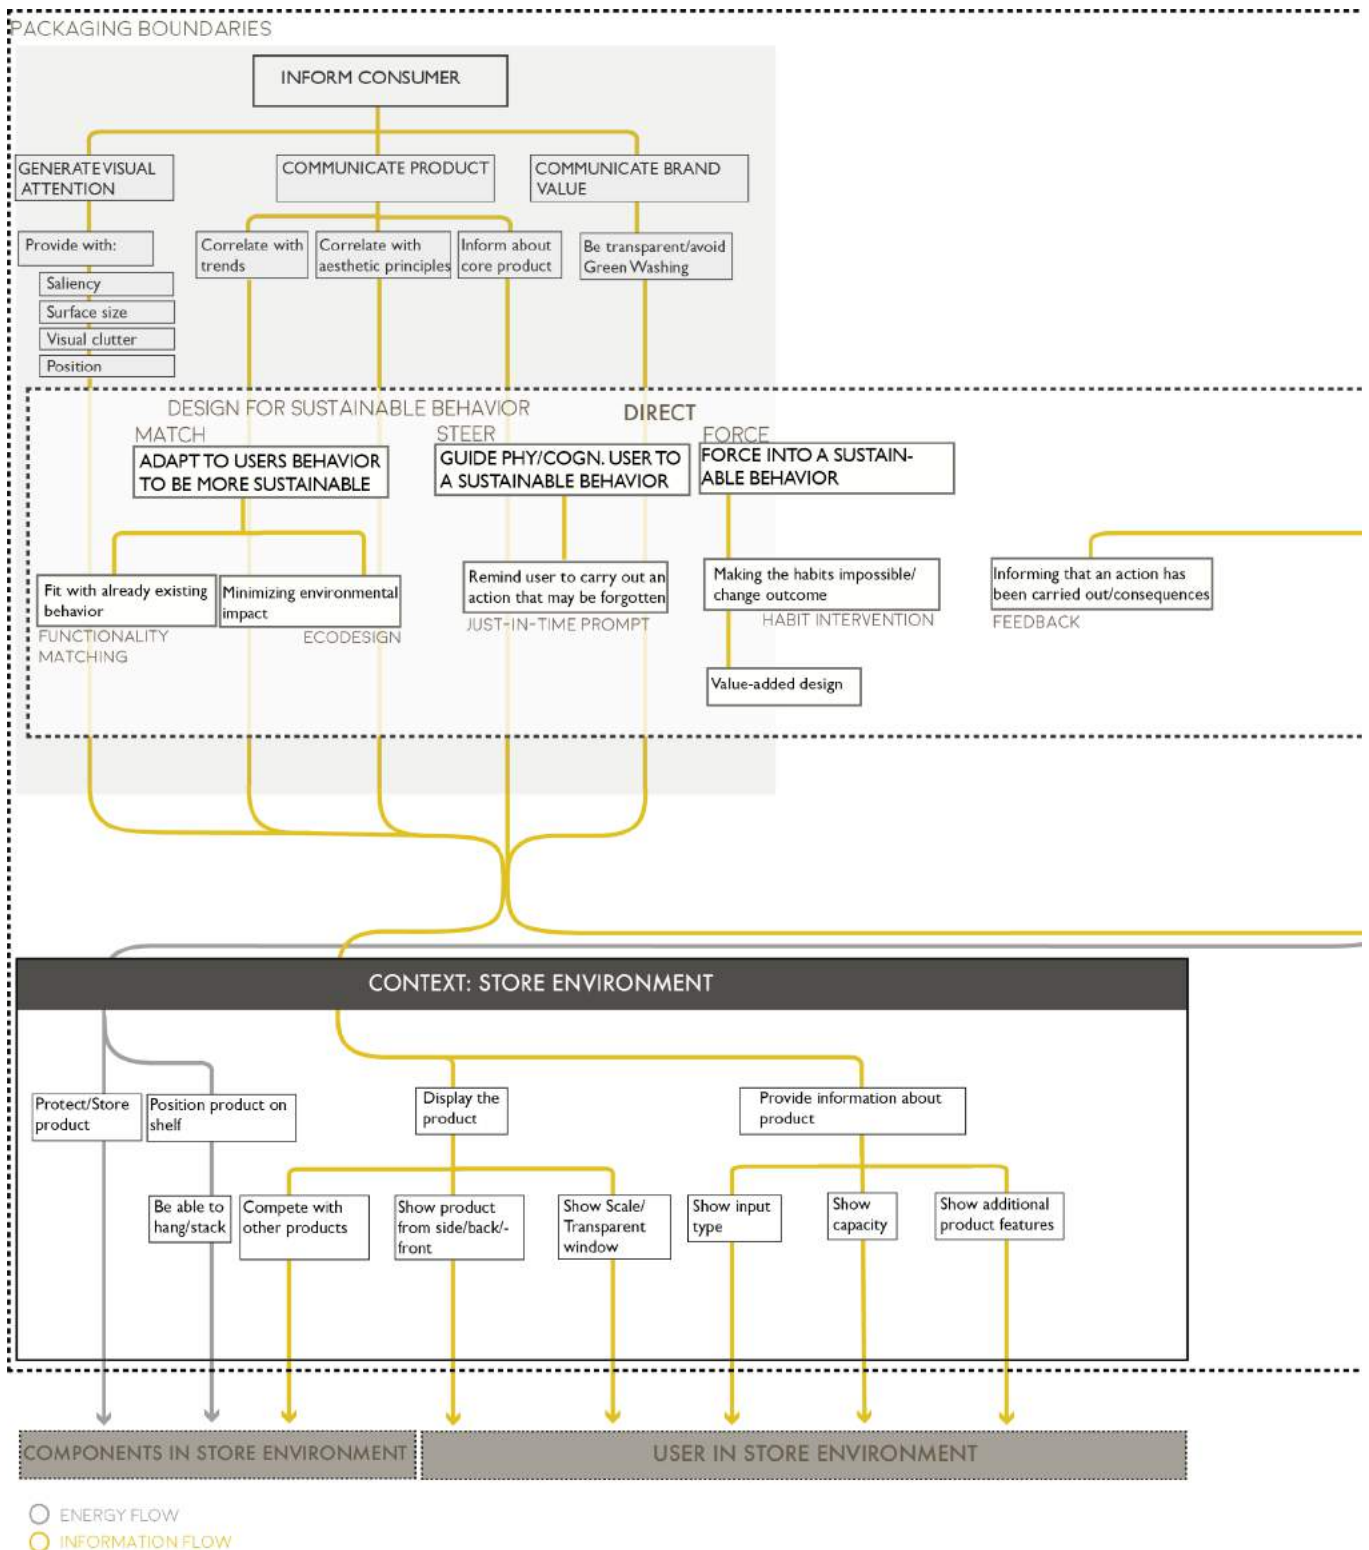 PACKAGING BOUNDARIES
INFORM CONSUMER
GENERATE VISUAL
ATTENTION
COMMUNICATE PRODUCT
COMMUNICATE BRAND
VALUE
Provide with:
Correlate with
trends
Correlate with
aesthetic principles
Inform about
core product
Be transparent/avoid
Green Washing
Saliency
Surface size
Visual clutter
Position
DESIGN FOR SUSTAINABLE BEHAVIOR
DIRECT
MATCH
ADAPT TO USERS BEHAVIOR
TO BE MORE SUSTAINABLE
STEER
GUIDE PHY/COGN. USER TO
A SUSTAINABLE BEHAVIOR
FORCE
FORCE INTO A SUSTAIN-
ABLE BEHAVIOR
Fit with already existing
behavior
FUNCTIONALITY
MATCHING
Minimizing environmental
impact
ECODESIGN
Remind user to carry out an
action that may be forgotten
JUST-IN-TIME PROMPT
Making the habits impossible/
change outcome
HABIT INTERVENTION
Informing that an action has
been carried out/consequences
FEEDBACK
Value-added design
CONTEXT: STORE ENVIRONMENT
Protect/Store
product
Position product on
shelf
Display the
product
Provide information about
product
Be able to
hang/stack
Compete with
other products
Show product
from side/back/-
front
Show Scale/
Transparent
window
Show input
type
Show
capacity
Show additional
product features
COMPONENTS IN STORE ENVIRONMENT
USER IN STORE ENVIRONMENT
ENERGY FLOW
INFORMATION FLOW